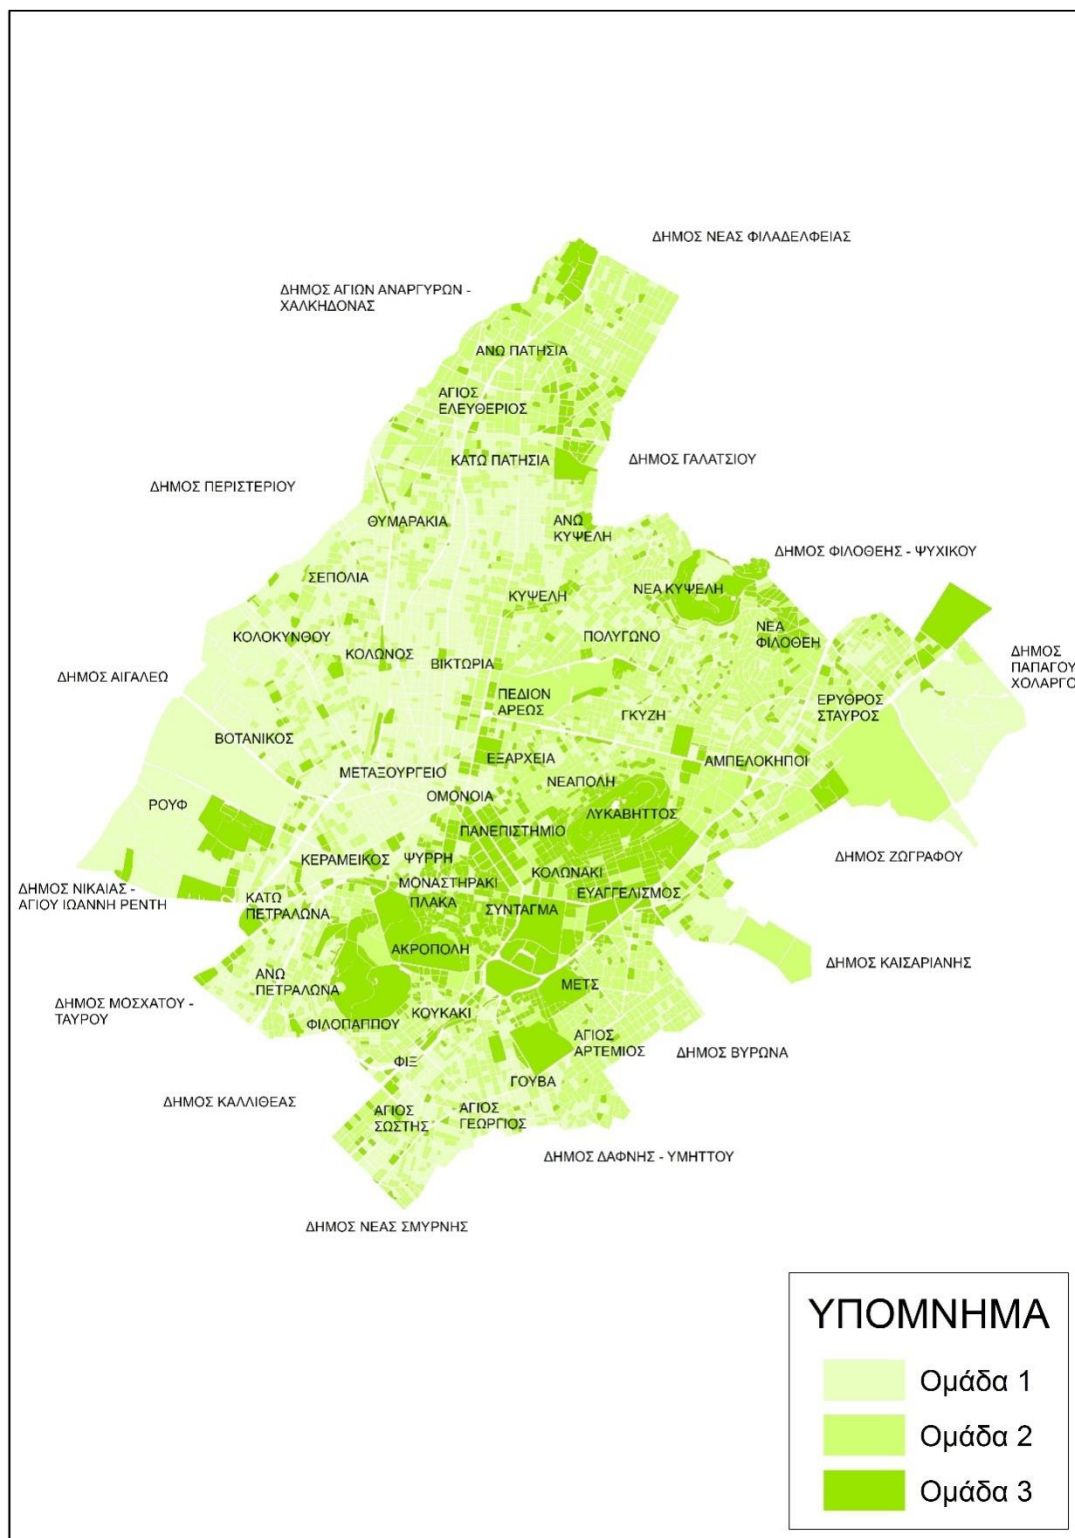 ΔΗΜΟΣ ΝΕΑΣ ΦΙΛΑΔΕΛΦΕΙΑΣ
ΔΗΜΟΣ ΑΓΙΩΝ ΑΝΑΡΓΥΡΩΝ -
ΧΑΛΚΗΔΟΝΑΣ
ΑΝΩ ΠΑΤΗΣΙΑ
ΑΓΙΟΣ
ΕΛΕΥΘΕΡΙΟΣ
ΚΑΤΩ ΠΑΤΗΣΙΑ
ΔΗΜΟΣ ΓΑΛΑΤΣΙΟΥ
ΔΗΜΟΣ ΠΕΡΙΣΤΕΡΙΟΥ
ΘΥΜΑΡΑΚΙΑ
ΑΝΩ
ΚΥΨΕΛΗ
ΔΗΜΟΣ ΦΙΛΟΘΕΗΣ - ΨΥΧΙΚΟΥ
ΣΕΠΟΛΙΑ
ΚΥΨΕΛΗ
ΝΕΑ ΚΥΨΕΛΗ
ΚΟΛΟΚΥΝΘΟΥ
ΠΟΛΥΓΩΝΟ
ΝΕΑ
ΦΙΛΟΘΕΗ
ΚΟΛΩΝΟΣ
ΒΙΚΤΩΡΙΑ
ΔΗΜΟΣ
ΠΑΠΑΓΟΥ
ΧΟΛΑΡΓΟ
ΔΗΜΟΣ ΑΙΓΑΛΕΩ
ΠΕΔΙΟΝ
ΑΡΕΩΣ
ΓΚΥΖΗ
ΕΡΥΘΡΟΣ
ΣΤΑΥΡΟΣ
ΒΟΤΑΝΙΚΟΣ
ΕΞΑΡΧΕΙΑ
ΑΜΠΕΛΟΚΗΠΟΙ
ΜΕΤΑΞΟΥΡΓΕΙΟ
ΝΕΑΠΟΛΗ
ΟΜΟΝΟΙΑ
ΡΟΥΦ
ΛΥΚΑΒΗΤΤΟΣ
ΠΑΝΕΠΙΣΤΗΜΙΟ
ΔΗΜΟΣ ΖΩΓΡΑΦΟΥ
ΚΕΡΑΜΕΙΚΟΣ
ΨΥΡΡΗ
ΚΟΛΩΝΑΚΙ
ΜΟΝΑΣΤΗΡΑΚΙ
ΕΥΑΓΓΕΛΙΣΜΟΣ
ΔΗΜΟΣ ΝΙΚΑΙΑΣ -
ΑΓΙΟΥ ΙΩΑΝΝΗ ΡΕΝΤΗ
ΚΑΤΩ
ΠΕΤΡΑΛΩΝΑ
ΠΛΑΚΑ
ΣΥΝΤΑΓΜΑ
ΑΚΡΟΠΟΛΗ
ΔΗΜΟΣ ΚΑΙΣΑΡΙΑΝΗΣ
ΑΝΩ
ΠΕΤΡΑΛΩΝΑ
ΜΕΤΣ
ΔΗΜΟΣ ΜΟΣΧΑΤΟΥ -
ΤΑΥΡΟΥ
ΦΙΛΟΠΑΠΠΟΥ
ΚΟΥΚΑΚΙ
ΑΓΙΟΣ
ΑΡΤΕΜΙΟΣ
ΔΗΜΟΣ ΒΥΡΩΝΑ
ΦΙΞ
ΓΟΥΒΑ
ΔΗΜΟΣ ΚΑΛΛΙΘΕΑΣ
ΑΓΙΟΣ
ΣΩΣΤΗΣ
ΑΓΙΟΣ
ΓΕΩΡΓΙΟΣ
ΔΗΜΟΣ ΔΑΦΝΗΣ - ΥΜΗΤΤΟΥ
ΔΗΜΟΣ ΝΕΑΣ ΣΜΥΡΝΗΣ
ΥΠΟΜΝΗΜΑ
Ομάδα 1
Ομάδα 2
Ομάδα 3